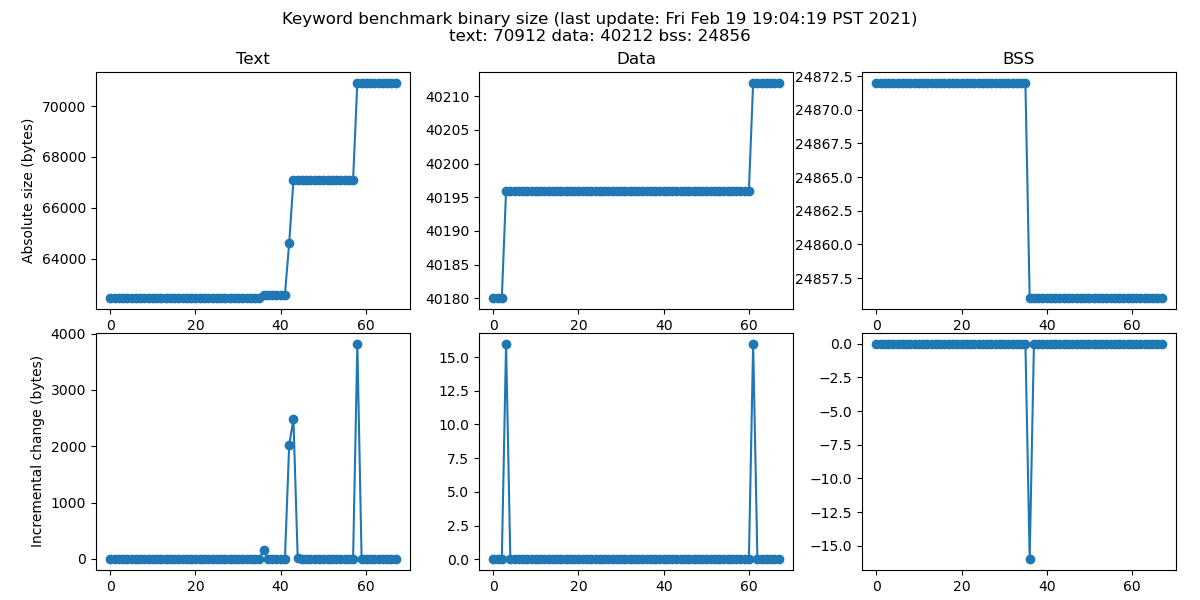 Keyword benchmark binary size (last update: Fri Feb 19 19:04:19 PST 2021)
text: 70912 data: 40212 bss: 24856
Text
Data
BSS
Absolute size (bytes)
70000
68000
66000
64000
0 20 40 60
40210
40205
40200
40195
40190
40185
40180
0 20 40 60
24872.5
24870.0
24867.5
24865.0
24862.5
24860.0
24857.5
0 20 40 60
Incremental change (bytes)
4000
3000
2000
1000
0
0 20 40 60
15.0
12.5
10.0
7.5
5.0
2.5
0.0
0 20 40 60
0.0
−2.5
−5.0
−7.5
−10.0
−12.5
−15.0
0 20 40 60